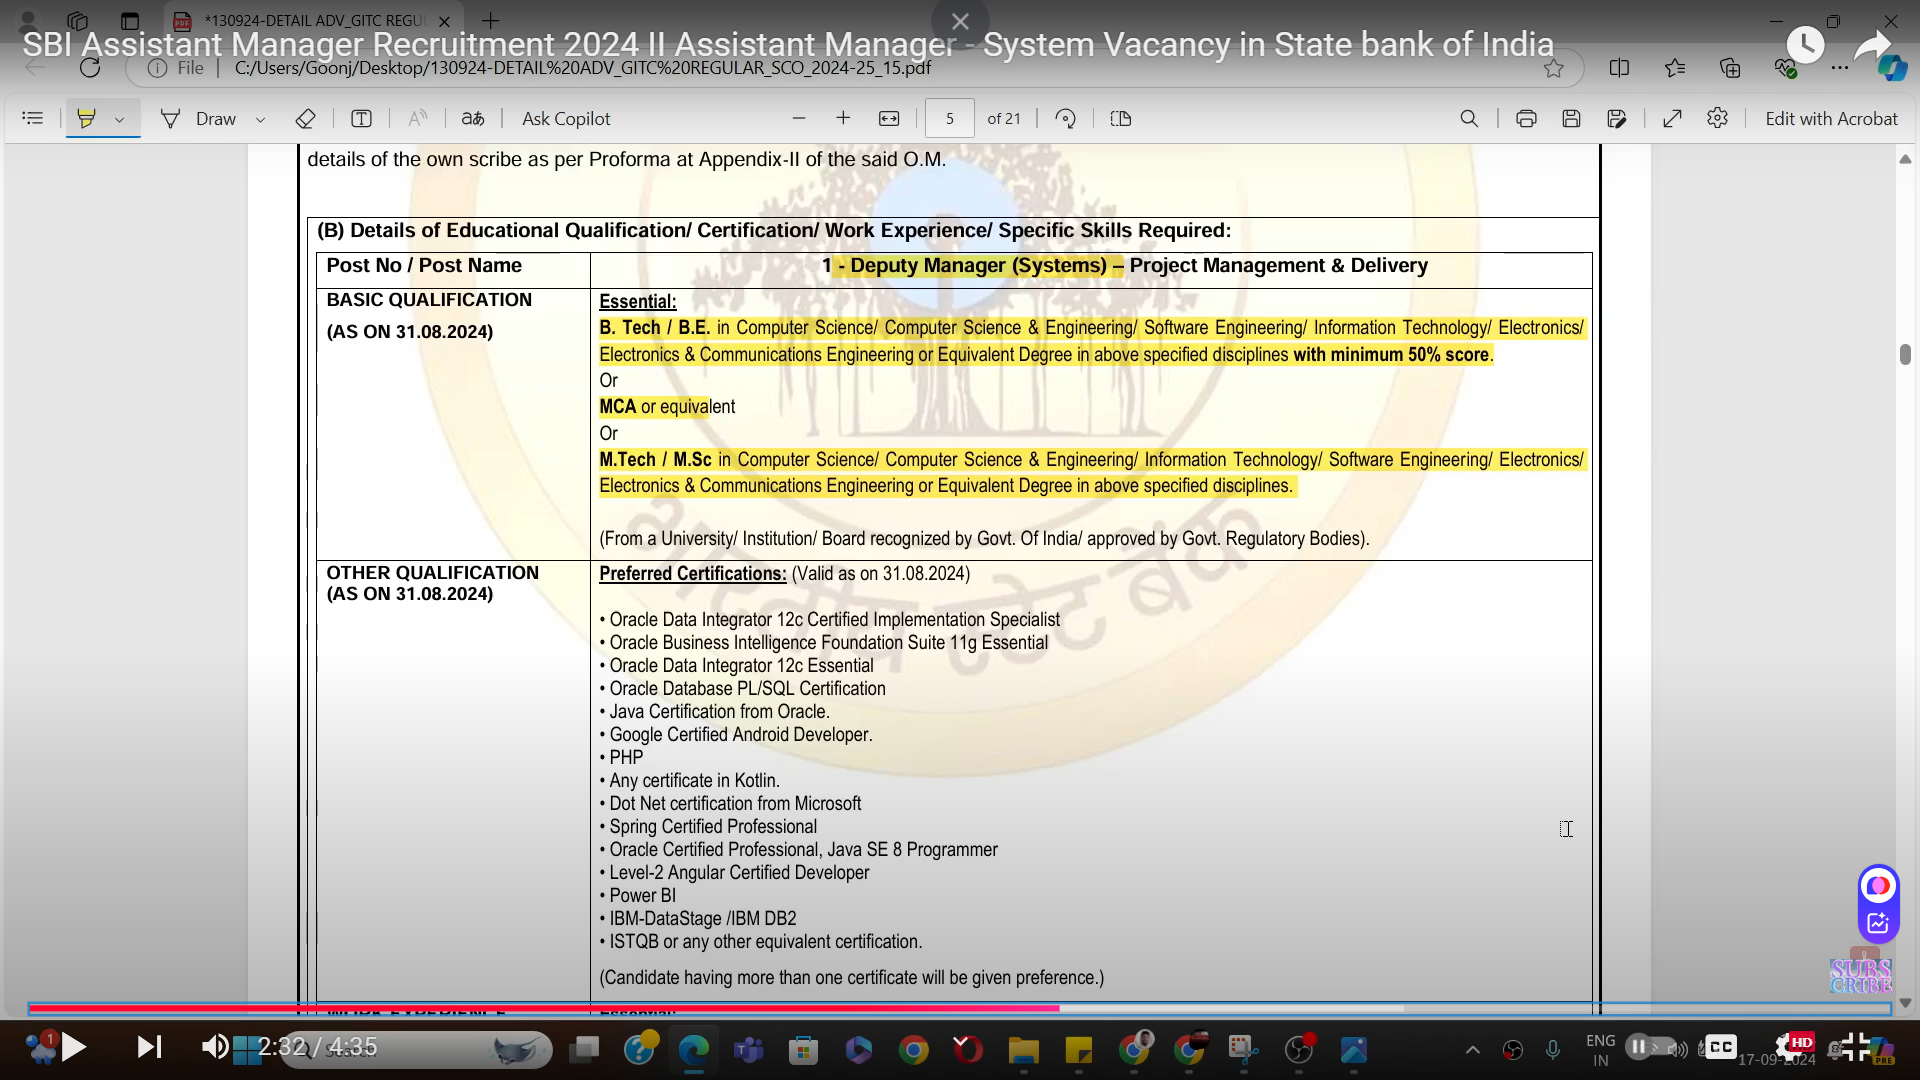 *130924-DETAIL ADV_GITC REGU
SBI Assistant Manager Recruitment 2024 II Assistant Manager - System Vacancy in State bank of India
File
C:/Users/Goonj/Desktop/130924-DETAIL%20ADV_GITC%20REGULAR_SCO_2024-25_15.pdf
Draw
aあ
Ask Copilot
5 of 21
Edit with Acrobat
details of the own scribe as per Proforma at Appendix-II of the said O.M.
(B) Details of Educational Qualification/ Certification/ Work Experience/ Specific Skills Required:
Post No / Post Name
1 - Deputy Manager (Systems) – Project Management & Delivery
BASIC QUALIFICATION
(AS ON 31.08.2024)
Essential:
B. Tech / B.E. in Computer Science/ Computer Science & Engineering/ Software Engineering/ Information Technology/ Electronics/
Electronics & Communications Engineering or Equivalent Degree in above specified disciplines with minimum 50% score.
Or
MCA or equivalent
Or
M.Tech / M.Sc in Computer Science/ Computer Science & Engineering/ Information Technology/ Software Engineering/ Electronics/
Electronics & Communications Engineering or Equivalent Degree in above specified disciplines.
(From a University/ Institution/ Board recognized by Govt. Of India/ approved by Govt. Regulatory Bodies).
भारतीय स्टेट बैंक
OTHER QUALIFICATION
(AS ON 31.08.2024)
Preferred Certifications: (Valid as on 31.08.2024)
• Oracle Data Integrator 12c Certified Implementation Specialist
• Oracle Business Intelligence Foundation Suite 11g Essential
• Oracle Data Integrator 12c Essential
• Oracle Database PL/SQL Certification
• Java Certification from Oracle.
• Google Certified Android Developer.
• PHP
• Any certificate in Kotlin.
• Dot Net certification from Microsoft
• Spring Certified Professional
• Oracle Certified Professional, Java SE 8 Programmer
• Level-2 Angular Certified Developer
• Power BI
• IBM-DataStage /IBM DB2
• ISTQB or any other equivalent certification.
(Candidate having more than one certificate will be given preference.)
SUBSCRIBE
WORK EXPERIENCE
Essential:
1
2:32 / 4:35
Search
ENG
IN
CC
HD
17-09-2024
PRE